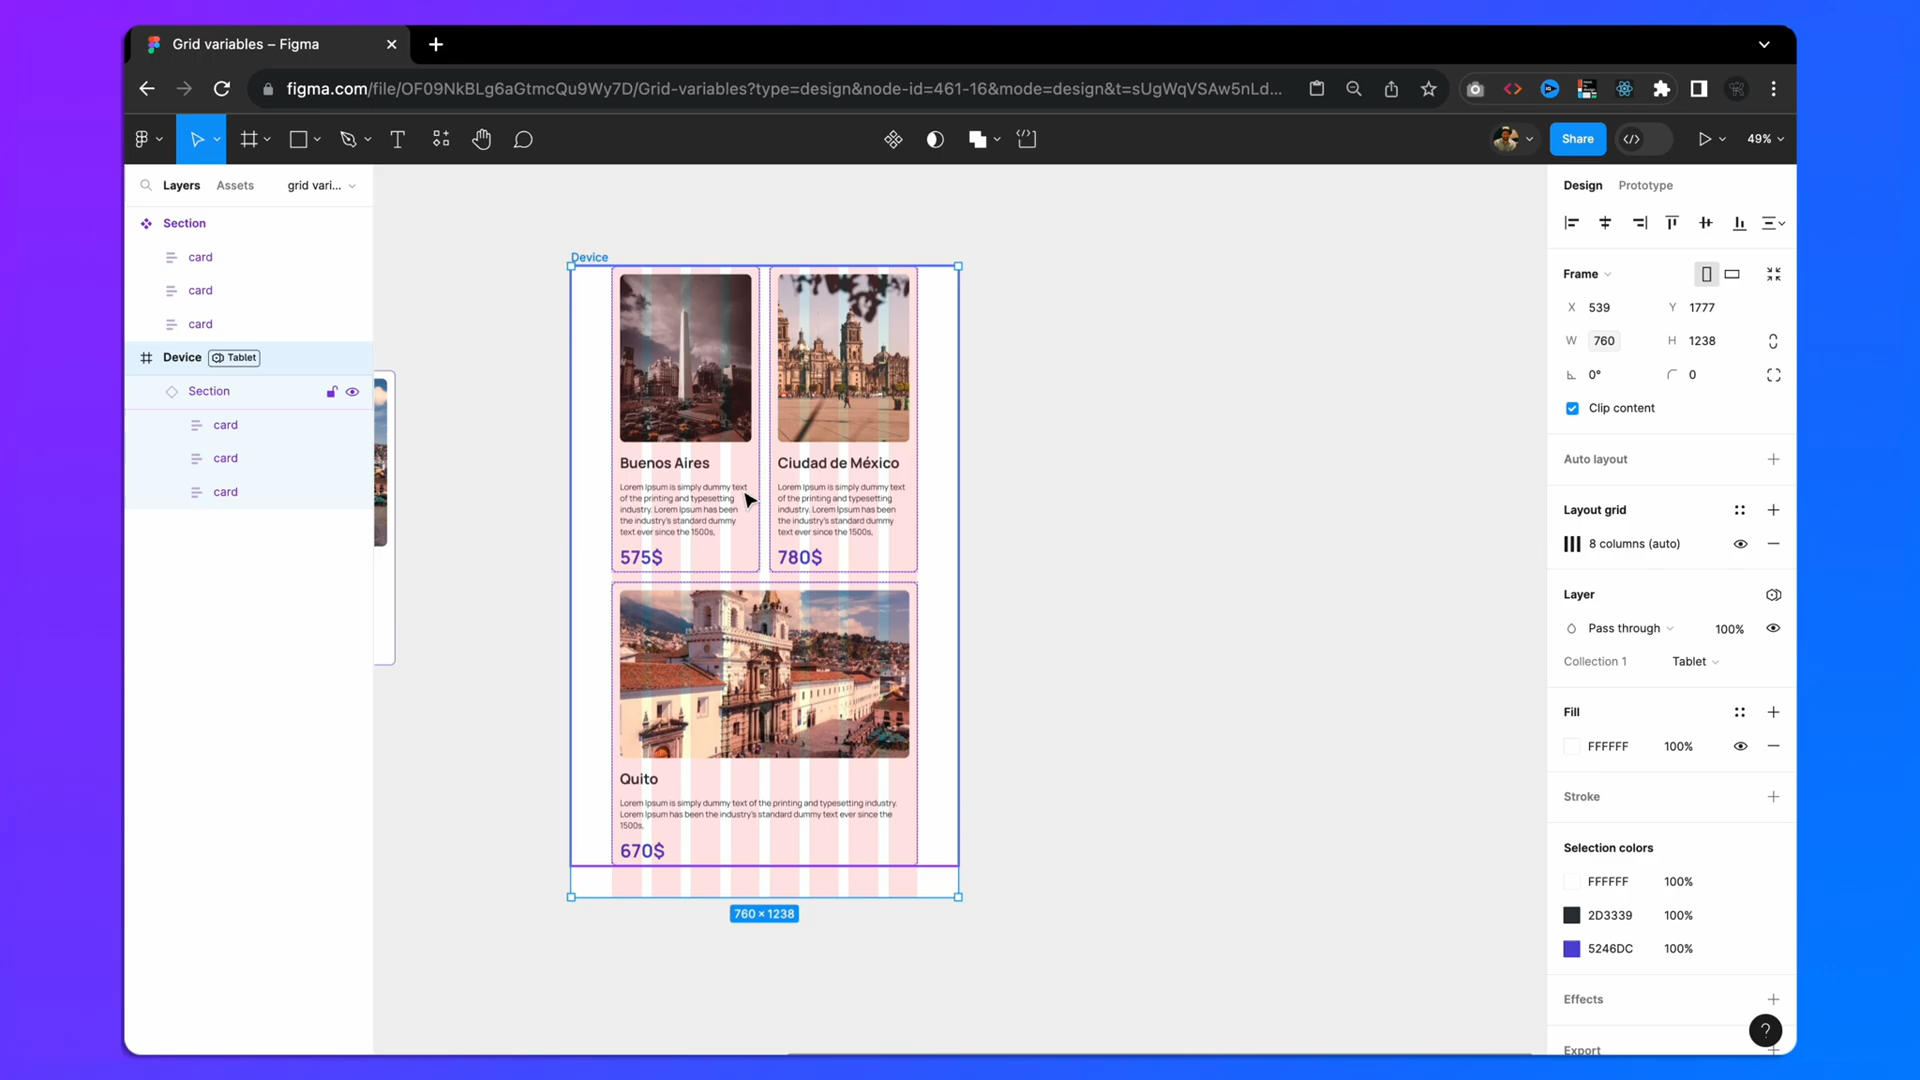 Grid variables – Figma
figma.com/file/OF09NkBLg6aGtmcQu9Wy7D/Grid-variables?type=design&node-id=461-16&mode=design&t=sUgWqVSAw5nLd...
Share
49%
Layers
Assets
grid vari...
Section
card
card
card
Device
Tablet
Section
card
card
card
Device
Buenos Aires
Lorem Ipsum is simply dummy text
of the printing and typesetting
industry. Lorem Ipsum has been
the industry's standard dummy
text ever since the 1500s,
575$
Ciudad de México
Lorem Ipsum is simply dummy text
of the printing and typesetting
industry. Lorem Ipsum has been
the industry's standard dummy
text ever since the 1500s,
780$
Quito
Lorem Ipsum is simply dummy text of the printing and typesetting industry.
Lorem Ipsum has been the industry's standard dummy text ever since the
1500s,
670$
760 × 1238
Design
Prototype
Frame
X 539
Y 1777
W 760
H 1238
0°
0
Clip content
Auto layout
Layout grid
8 columns (auto)
Layer
Pass through
100%
Collection 1
Tablet
Fill
FFFFFF 100%
Stroke
Selection colors
FFFFFF 100%
2D3339 100%
5246DC 100%
Effects
Export
?